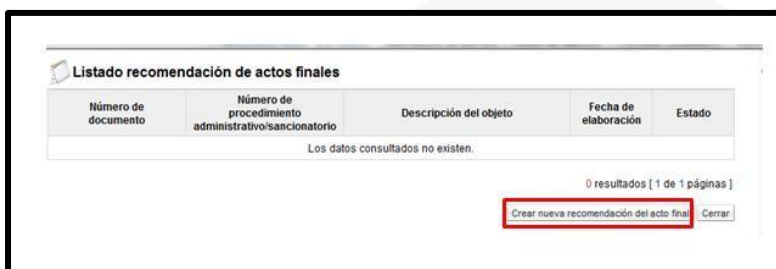 Listado recomendación de actos finales
Número de documento
Número de procedimiento administrativo/sancionatorio
Descripción del objeto
Fecha de elaboración
Estado
Los datos consultados no existen.
0 resultados [ 1 de 1 páginas ]
Crear nueva recomendación del acto final
Cerrar